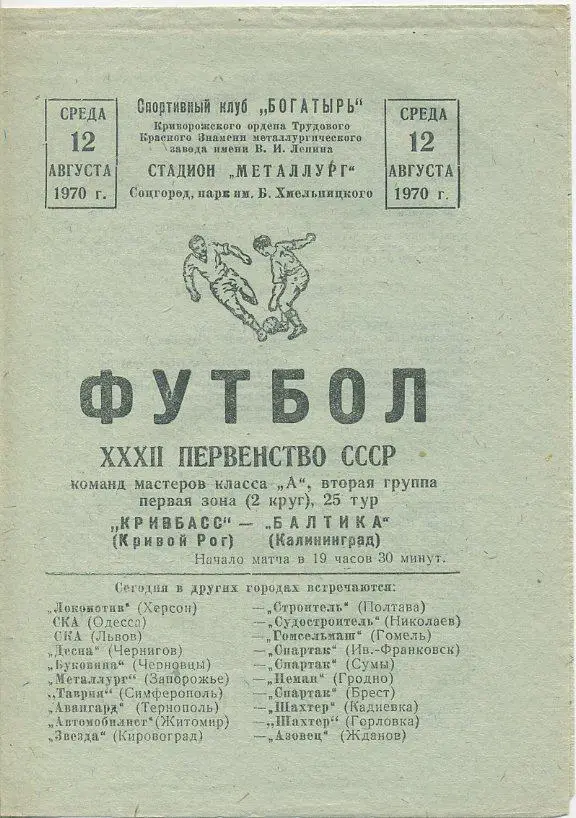 СРЕДА
12
АВГУСТА
1970 г.
Спортивный клуб „БОГАТЫРЬ"
Криворожского ордена Трудового
Красного Знамени металлургического
завода имени В. И. Ленина
СТАДИОН „МЕТАЛЛУРГ"
Соцгород, парк им. Б. Хмельницкого
СРЕДА
12
АВГУСТА
1970 г.
ФУТБОЛ
XXXII ПЕРВЕНСТВО СССР
команд мастеров класса „А", вторая группа
первая зона (2 круг), 25 тур
„КРИВБАСС" — „БАЛТИКА"
(Кривой Рог) (Калининград)
Начало матча в 19 часов 30 минут.
Сегодня в других городах встречаются:
„Локомотив" (Херсон) —„Строитель" (Полтава)
СКА (Одесса) —„Судостроитель" (Николаев)
СКА (Львов) —„Гомсельмаш" (Гомель)
„Десна" (Чернигов) —„Спартак" (Ив.-Франковск)
„Буковина" (Черновцы) —„Спартак" (Сумы)
„Металлург" (Запорожье) —„Неман" (Гродно)
„Таврия" (Симферополь) —„Спартак" (Брест)
„Авангард" (Тернополь) —„Шахтер" (Кадиевка)
„Автомобилист" (Житомир) —„Шахтер" (Горловка)
„Звезда" (Кировоград) —„Азовец" (Жданов)